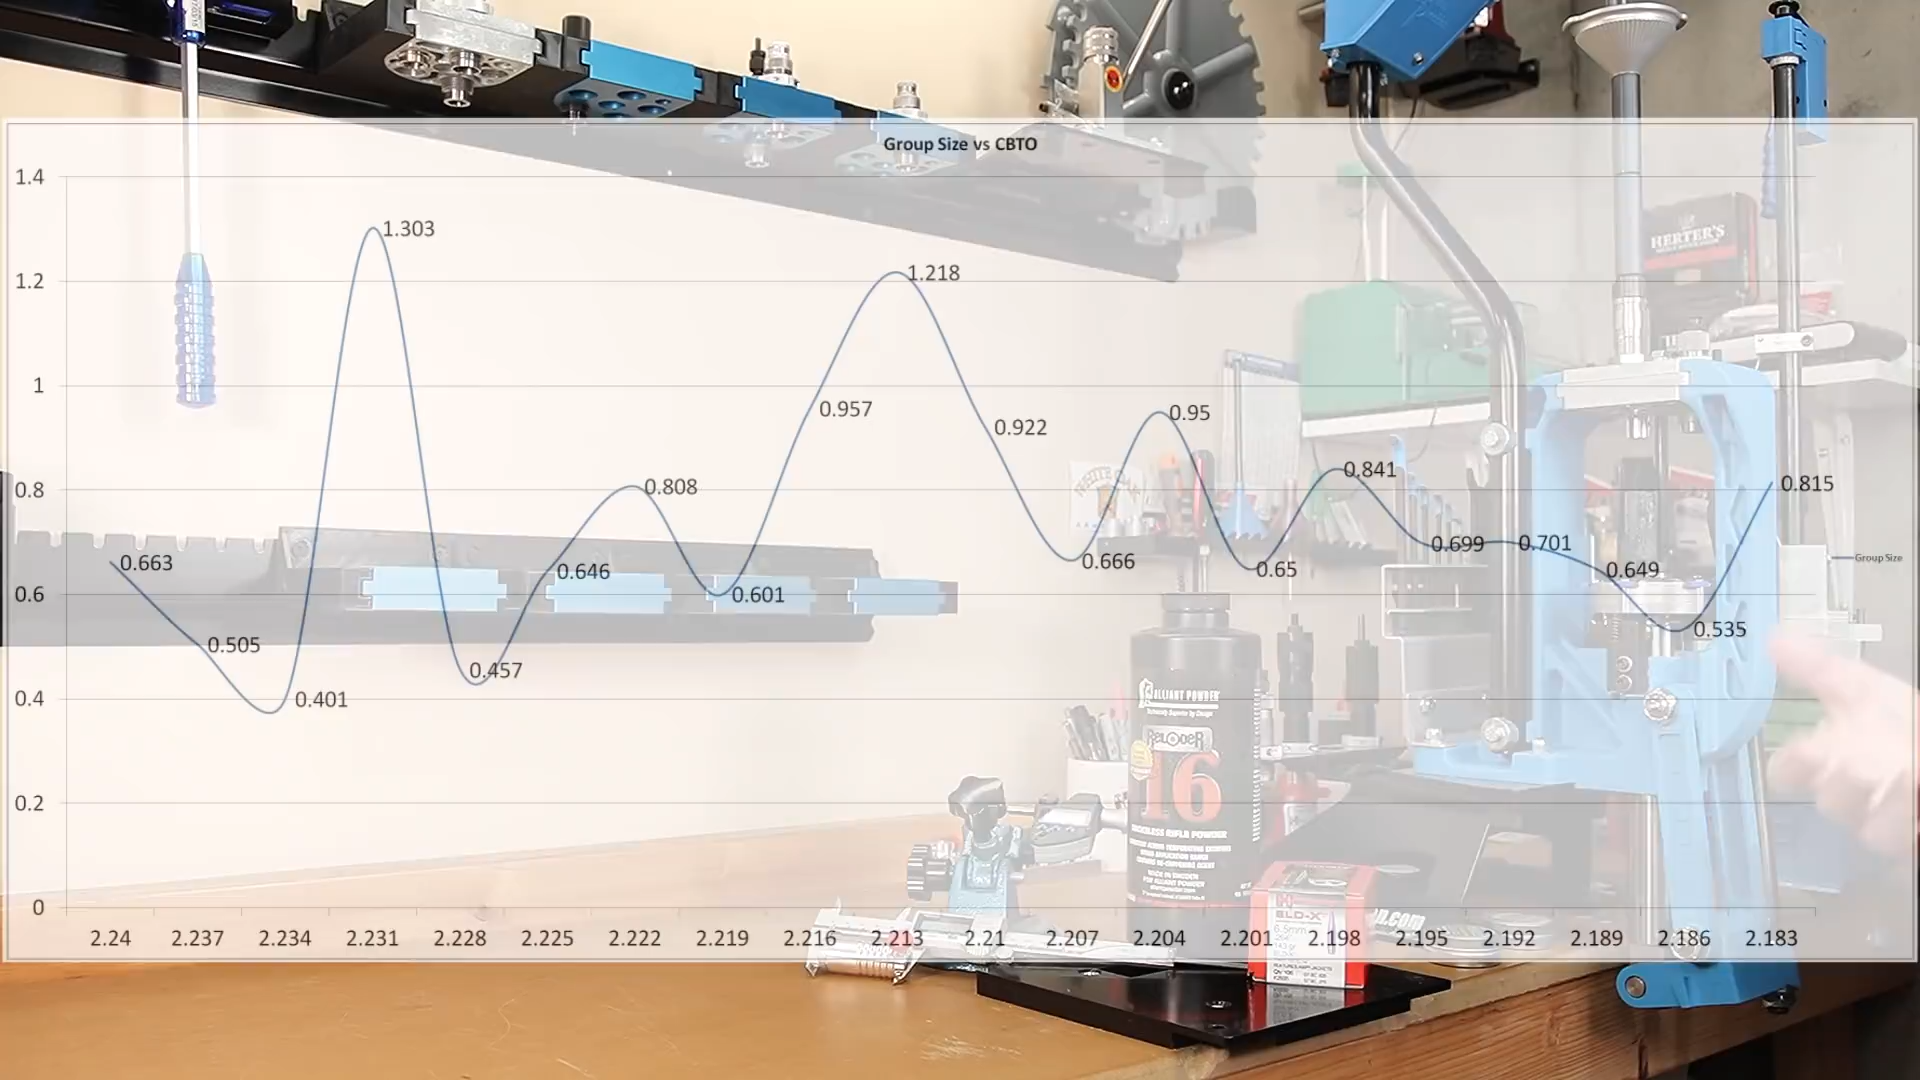 Group Size vs CBTO
1.4
1.2
1
0.8
0.6
0.4
0.2
0
0.663
0.505
0.401
1.303
0.457
0.646
0.808
0.601
0.957
1.218
0.922
0.666
0.95
0.65
0.841
0.699
0.701
0.649
0.535
0.815
Group Size
2.24 2.237 2.234 2.231 2.228 2.225 2.222 2.219 2.216 2.213 2.21 2.207 2.204 2.201 2.198 2.195 2.192 2.189 2.186 2.183
HERTER'S
WHITE OAK
ALLIANT POWDER
RELODER
16
SMOKELESS RIFLE POWDER
ELD-X
6.5mm